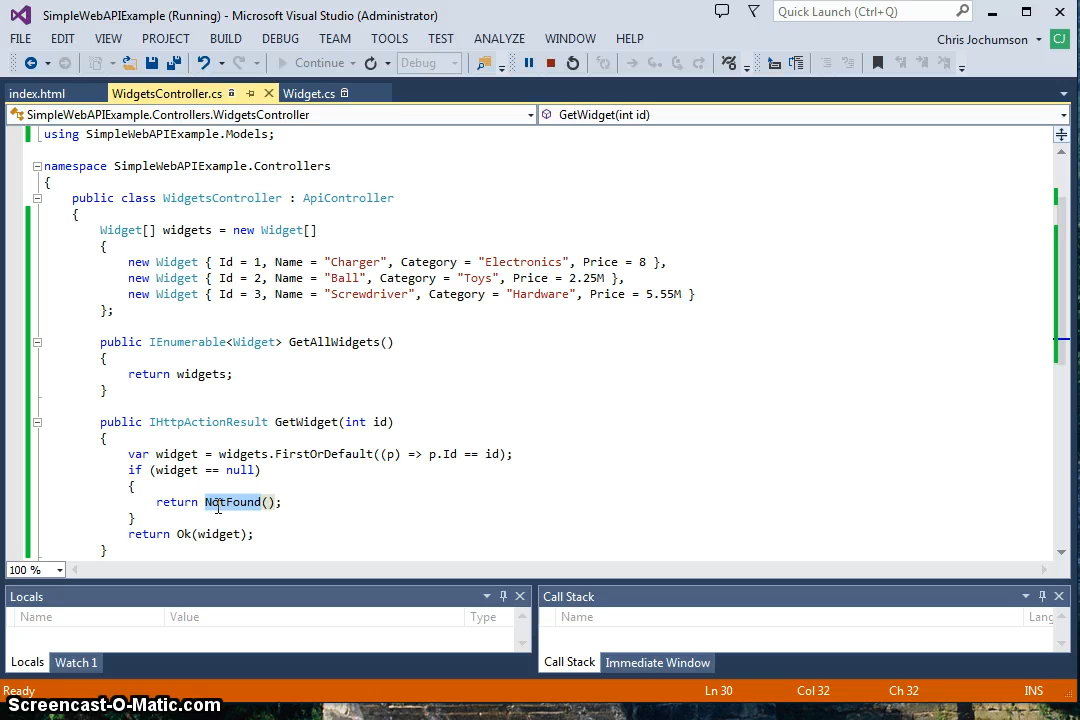 SimpleWebAPIExample (Running) - Microsoft Visual Studio (Administrator)
Quick Launch (Ctrl+Q)
FILE EDIT VIEW PROJECT BUILD DEBUG TEAM TOOLS TEST ANALYZE WINDOW HELP
Chris Jochumson CJ
Continue Debug
index.html WidgetsController.cs Widget.cs
SimpleWebAPIExample.Controllers.WidgetsController GetWidget(int id)
using SimpleWebAPIExample.Models;
namespace SimpleWebAPIExample.Controllers
{
public class WidgetsController : ApiController
{
Widget[] widgets = new Widget[]
{
new Widget { Id = 1, Name = "Charger", Category = "Electronics", Price = 8 },
new Widget { Id = 2, Name = "Ball", Category = "Toys", Price = 2.25M },
new Widget { Id = 3, Name = "Screwdriver", Category = "Hardware", Price = 5.55M }
};
public IEnumerable<Widget> GetAllWidgets()
{
return widgets;
}
public IHttpActionResult GetWidget(int id)
{
var widget = widgets.FirstOrDefault((p) => p.Id == id);
if (widget == null)
{
return NotFound();
}
return Ok(widget);
}
100 %
Locals Call Stack
Name Value Type Name Lang
Locals Watch 1 Call Stack Immediate Window
Ready Ln 30 Col 32 Ch 32 INS
Screencast-O-Matic.com